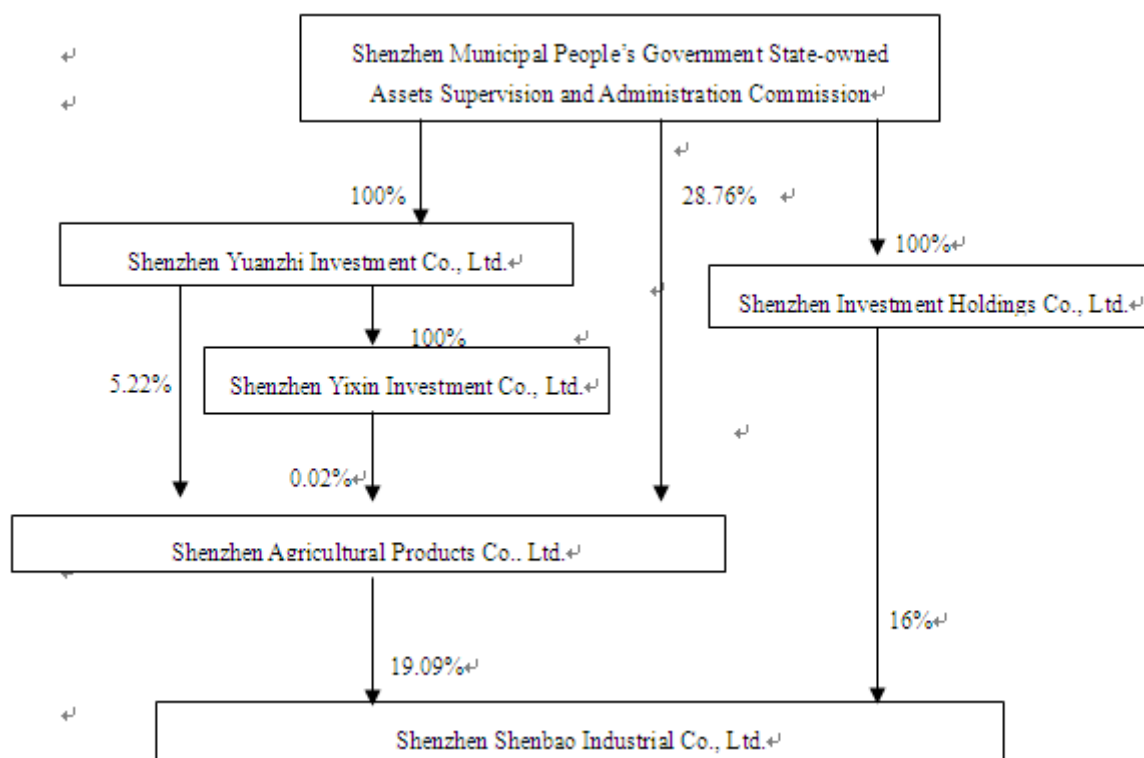 Shenzhen Municipal People's Government State-owned
Assets Supervision and Administration Commission
100%
28.76%
100%
Shenzhen Yuanzhi Investment Co., Ltd.
Shenzhen Investment Holdings Co., Ltd.
100%
5.22%
Shenzhen Yixin Investment Co., Ltd.
0.02%
Shenzhen Agricultural Products Co.. Ltd.
16%
19.09%
Shenzhen Shenbao Industrial Co., Ltd.